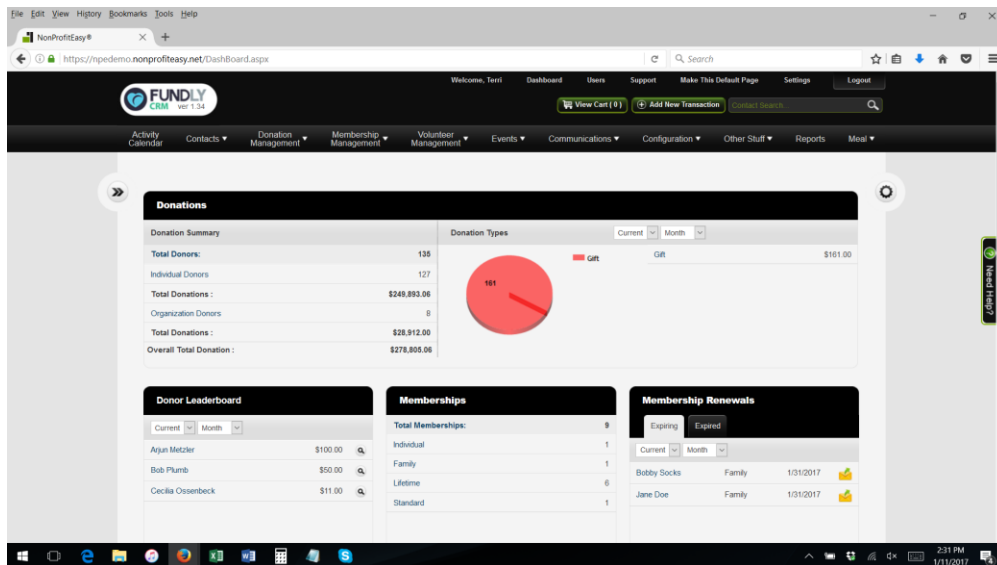 File Edit View History Bookmarks Tools Help
NonProfitEasy®
https://npedemo.nonprofiteasy.net/DashBoard.aspx
Search
Welcome, Terri Dashboard Users Support Make This Default Page Settings Logout
FUNDLY
CRM ver 1.34
View Cart ( 0 ) Add New Transaction Contact Search...
Activity Calendar Contacts Donation Management Membership Management Volunteer Management Events Communications Configuration Other Stuff Reports Meal
Donations
Donation Summary Donation Types Current Month
Total Donors: 135
Individual Donors 127
Total Donations : $249,893.06
Organization Donors 8
Total Donations : $28,912.00
Overall Total Donation : $278,805.06
161
Gift
Gift $161.00
Need Help?
Donor Leaderboard
Current Month
Arjun Metzler $100.00
Bob Plumb $50.00
Cecilia Ossenbeck $11.00
Memberships
Total Memberships: 9
Individual 1
Family 1
Lifetime 6
Standard 1
Membership Renewals
Expiring Expired
Current Month
Bobby Socks Family 1/31/2017
Jane Doe Family 1/31/2017
2:31 PM
1/11/2017